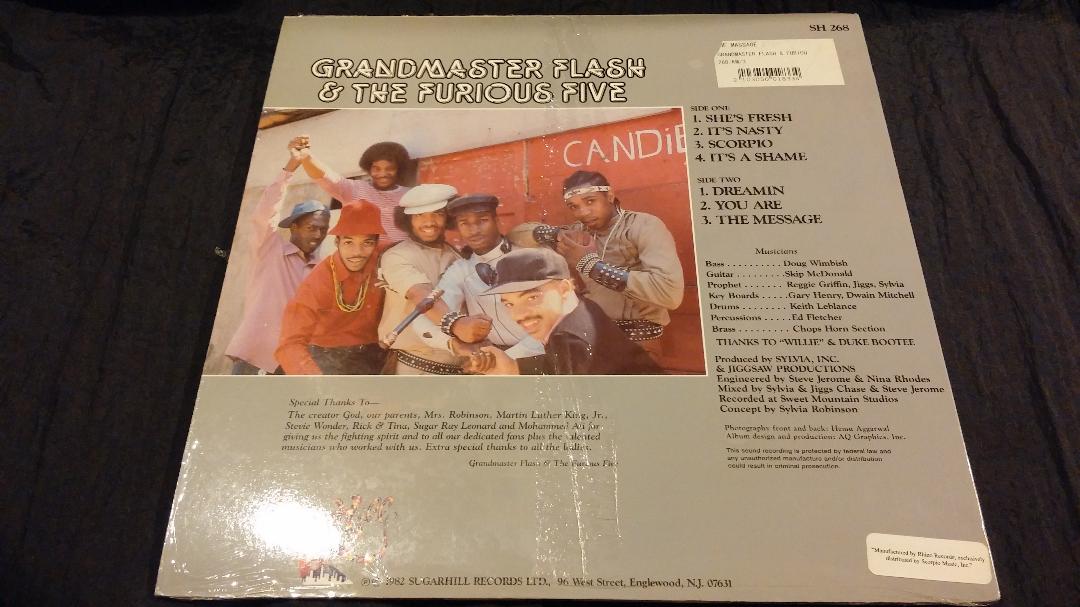 SH 268
MASSAGE
GRANDMASTER FLASH & FURIOU
GRANDMASTER FLASH
& THE FURIOUS FIVE
CANDiE
SIDE ONE
1. SHE'S FRESH
2. IT'S NASTY
3. SCORPIO
4. IT'S A SHAME
SIDE TWO
1. DREAMIN
2. YOU ARE
3. THE MESSAGE
Musicians
Bass . . . . . . . . . . Doug Wimbish
Guitar . . . . . . . . .Skip McDonald
Prophet . . . . . . . Reggie Griffin, Jiggs, Sylvia
Key Boards . . . . .Gary Henry, Dwain Mitchell
Drums . . . . . . . . Keith Leblance
Percussions . . . . .Ed Fletcher
Brass . . . . . . . . . Chops Horn Section
THANKS TO "WILLIE" & DUKE BOOTEE
Produced by SYLVIA, INC.
& JIGGSAW PRODUCTIONS
Engineered by Steve Jerome & Nina Rhodes
Mixed by Sylvia & Jiggs Chase & Steve Jerome
Recorded at Sweet Mountain Studios
Concept by Sylvia Robinson
Photography front and back: Hemu Aggarwal
Album design and production: AQ Graphics, Inc.
This sound recording is protected by federal law and
any unauthorized manufacture and/or distribution
could result in criminal prosecution.
Special Thanks To—
The creator God, our parents, Mrs. Robinson, Martin Luther King, Jr.,
Stevie Wonder, Rick & Tina, Sugar Ray Leonard and Mohammed Ali for
giving us the fighting spirit and to all our dedicated fans plus the talented
musicians who worked with us. Extra special thanks to all the ladies.
Grandmaster Flash & The Furious Five
℗© 1982 SUGARHILL RECORDS LTD., 96 West Street, Englewood, N.J. 07631
"Manufactured by Rhino Records, exclusively
distributed by Scorpio Music, Inc."